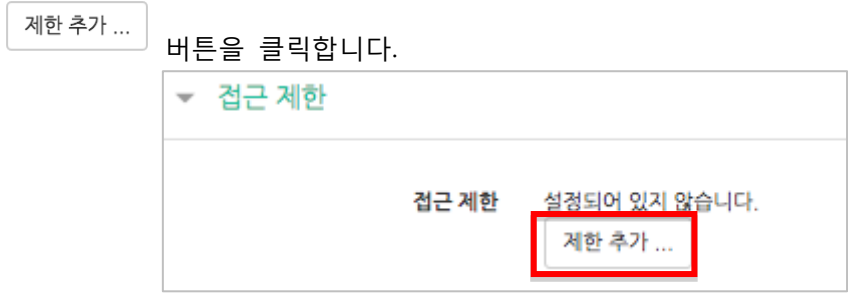 제한 추가 ...
버튼을 클릭합니다.
접근 제한
접근 제한 설정되어 있지 않습니다.
제한 추가 ...